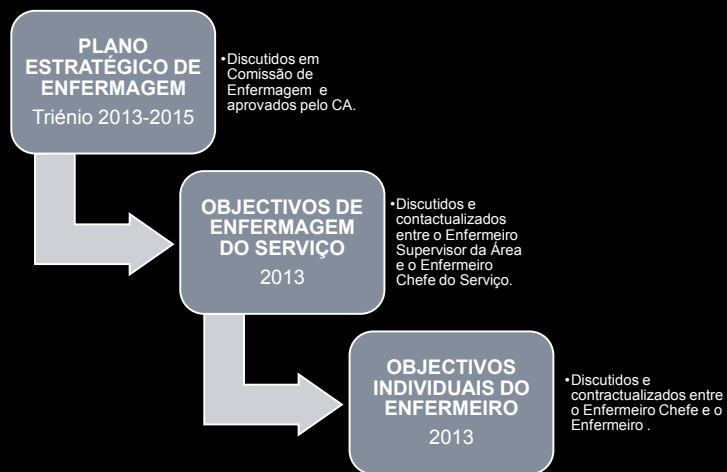 PLANO
ESTRATÉGICO DE
ENFERMAGEM
Triénio 2013-2015
•Discutidos em
Comissão de
Enfermagem e
aprovados pelo CA.
OBJECTIVOS DE
ENFERMAGEM
DO SERVIÇO
2013
•Discutidos e
contactualizados
entre o Enfermeiro
Supervisor da Área
e o Enfermeiro
Chefe do Serviço.
OBJECTIVOS
INDIVIDUAIS DO
ENFERMEIRO
2013
•Discutidos e
contractualizados entre
o Enfermeiro Chefe e o
Enfermeiro .